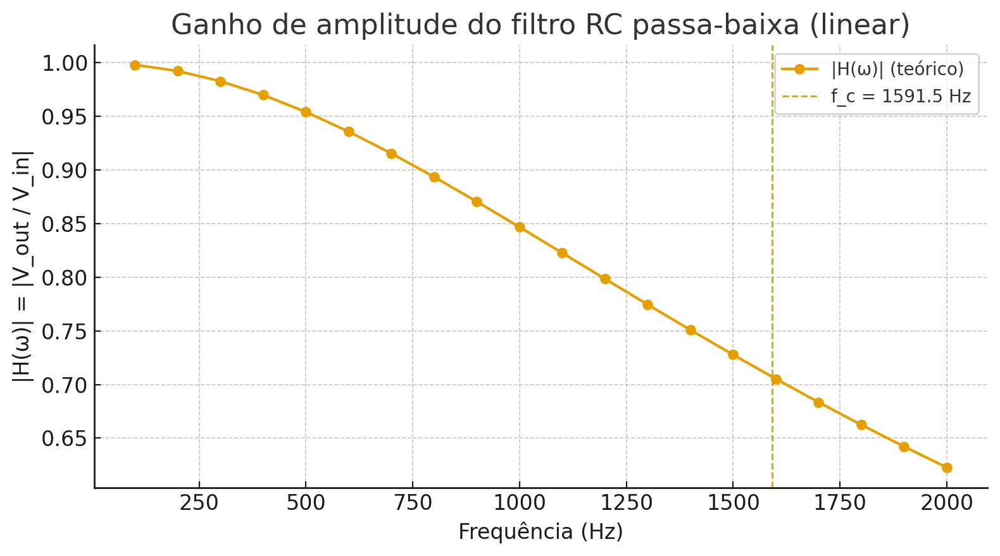 Ganho de amplitude do filtro RC passa-baixa (linear)
|H(ω)| (teórico)
f_c = 1591.5 Hz
|H(ω)| = |V_out / V_in|
1.00
0.95
0.90
0.85
0.80
0.75
0.70
0.65
250 500 750 1000 1250 1500 1750 2000
Frequência (Hz)